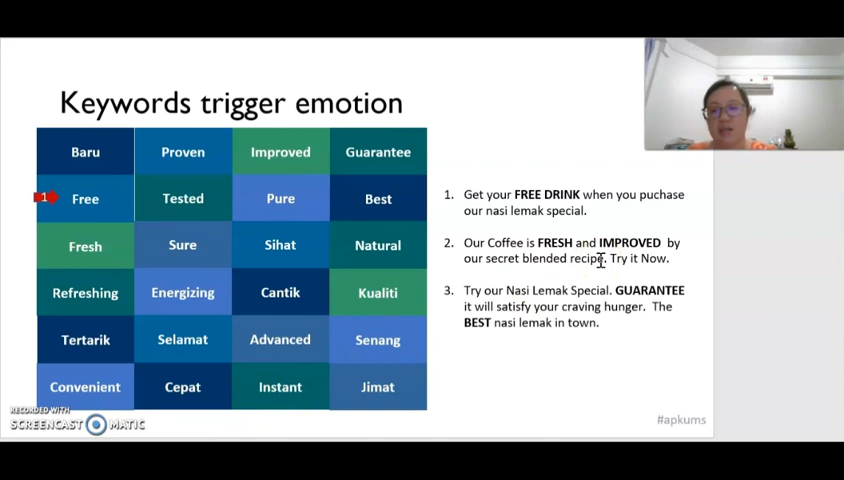 Keywords trigger emotion
Baru Proven Improved Guarantee
1 Free Tested Pure Best
Fresh Sure Sihat Natural
Refreshing Energizing Cantik Kualiti
Tertarik Selamat Advanced Senang
Convenient Cepat Instant Jimat
1. Get your FREE DRINK when you puchase
our nasi lemak special.
2. Our Coffee is FRESH and IMPROVED by
our secret blended recipe. Try it Now.
3. Try our Nasi Lemak Special. GUARANTEE
it will satisfy your craving hunger. The
BEST nasi lemak in town.
RECORDED WITH
SCREENCAST MATIC
#apkums